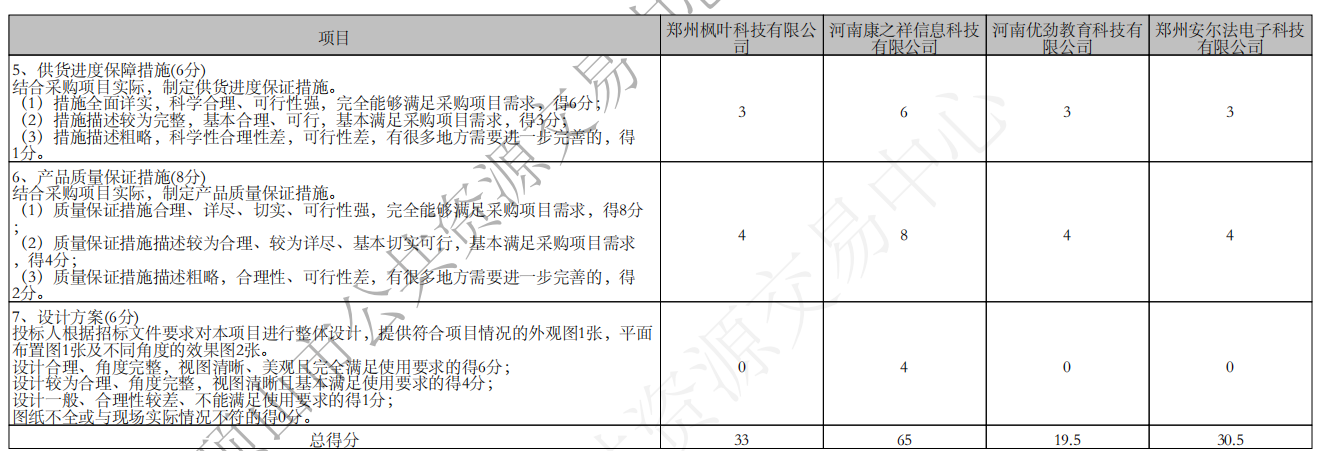 项目
郑州枫叶科技有限公
司
河南康之祥信息科技
有限公司
河南优劲教育科技有
限公司
郑州安尔法电子科技
有限公司
5、供货进度保障措施(6分)
结合采购项目实际，制定供货进度保证措施。
（1）措施全面详实，科学合理、可行性强，完全能够满足采购项目需求，得6分；
（2）措施描述较为完整，基本合理、可行，基本满足采购项目需求，得3分；
（3）措施描述粗略，科学性合理性差，可行性差，有很多地方需要进一步完善的，得
1分。
3
6
3
3
6、产品质量保证措施(8分)
结合采购项目实际，制定产品质量保证措施。
（1）质量保证措施合理、详尽、切实、可行性强，完全能够满足采购项目需求，得8分
；
（2）质量保证措施描述较为合理、较为详尽、基本切实可行，基本满足采购项目需求
，得4分；
（3）质量保证措施描述粗略，合理性、可行性差，有很多地方需要进一步完善的，得
2分。
4
8
4
4
7、设计方案(6分)
投标人根据招标文件要求对本项目进行整体设计，提供符合项目情况的外观图1张，平面
布置图1张及不同角度的效果图2张。
设计合理、角度完整，视图清晰、美观且完全满足使用要求的得6分；
设计较为合理、角度完整，视图清晰且基本满足使用要求的得4分；
设计一般、合理性较差、不能满足使用要求的得1分；
图纸不全或与现场实际情况不符的得0分。
0
4
0
0
总得分
33
65
19.5
30.5
项城市公共资源交易中心
共资源交易中心